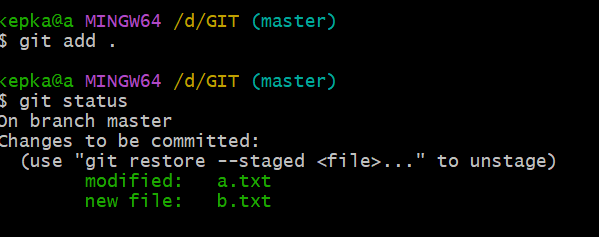 kepka@a MINGW64 /d/GIT (master)
$ git add .
kepka@a MINGW64 /d/GIT (master)
$ git status
On branch master
Changes to be committed:
  (use "git restore --staged <file>..." to unstage)
        modified:   a.txt
        new file:   b.txt